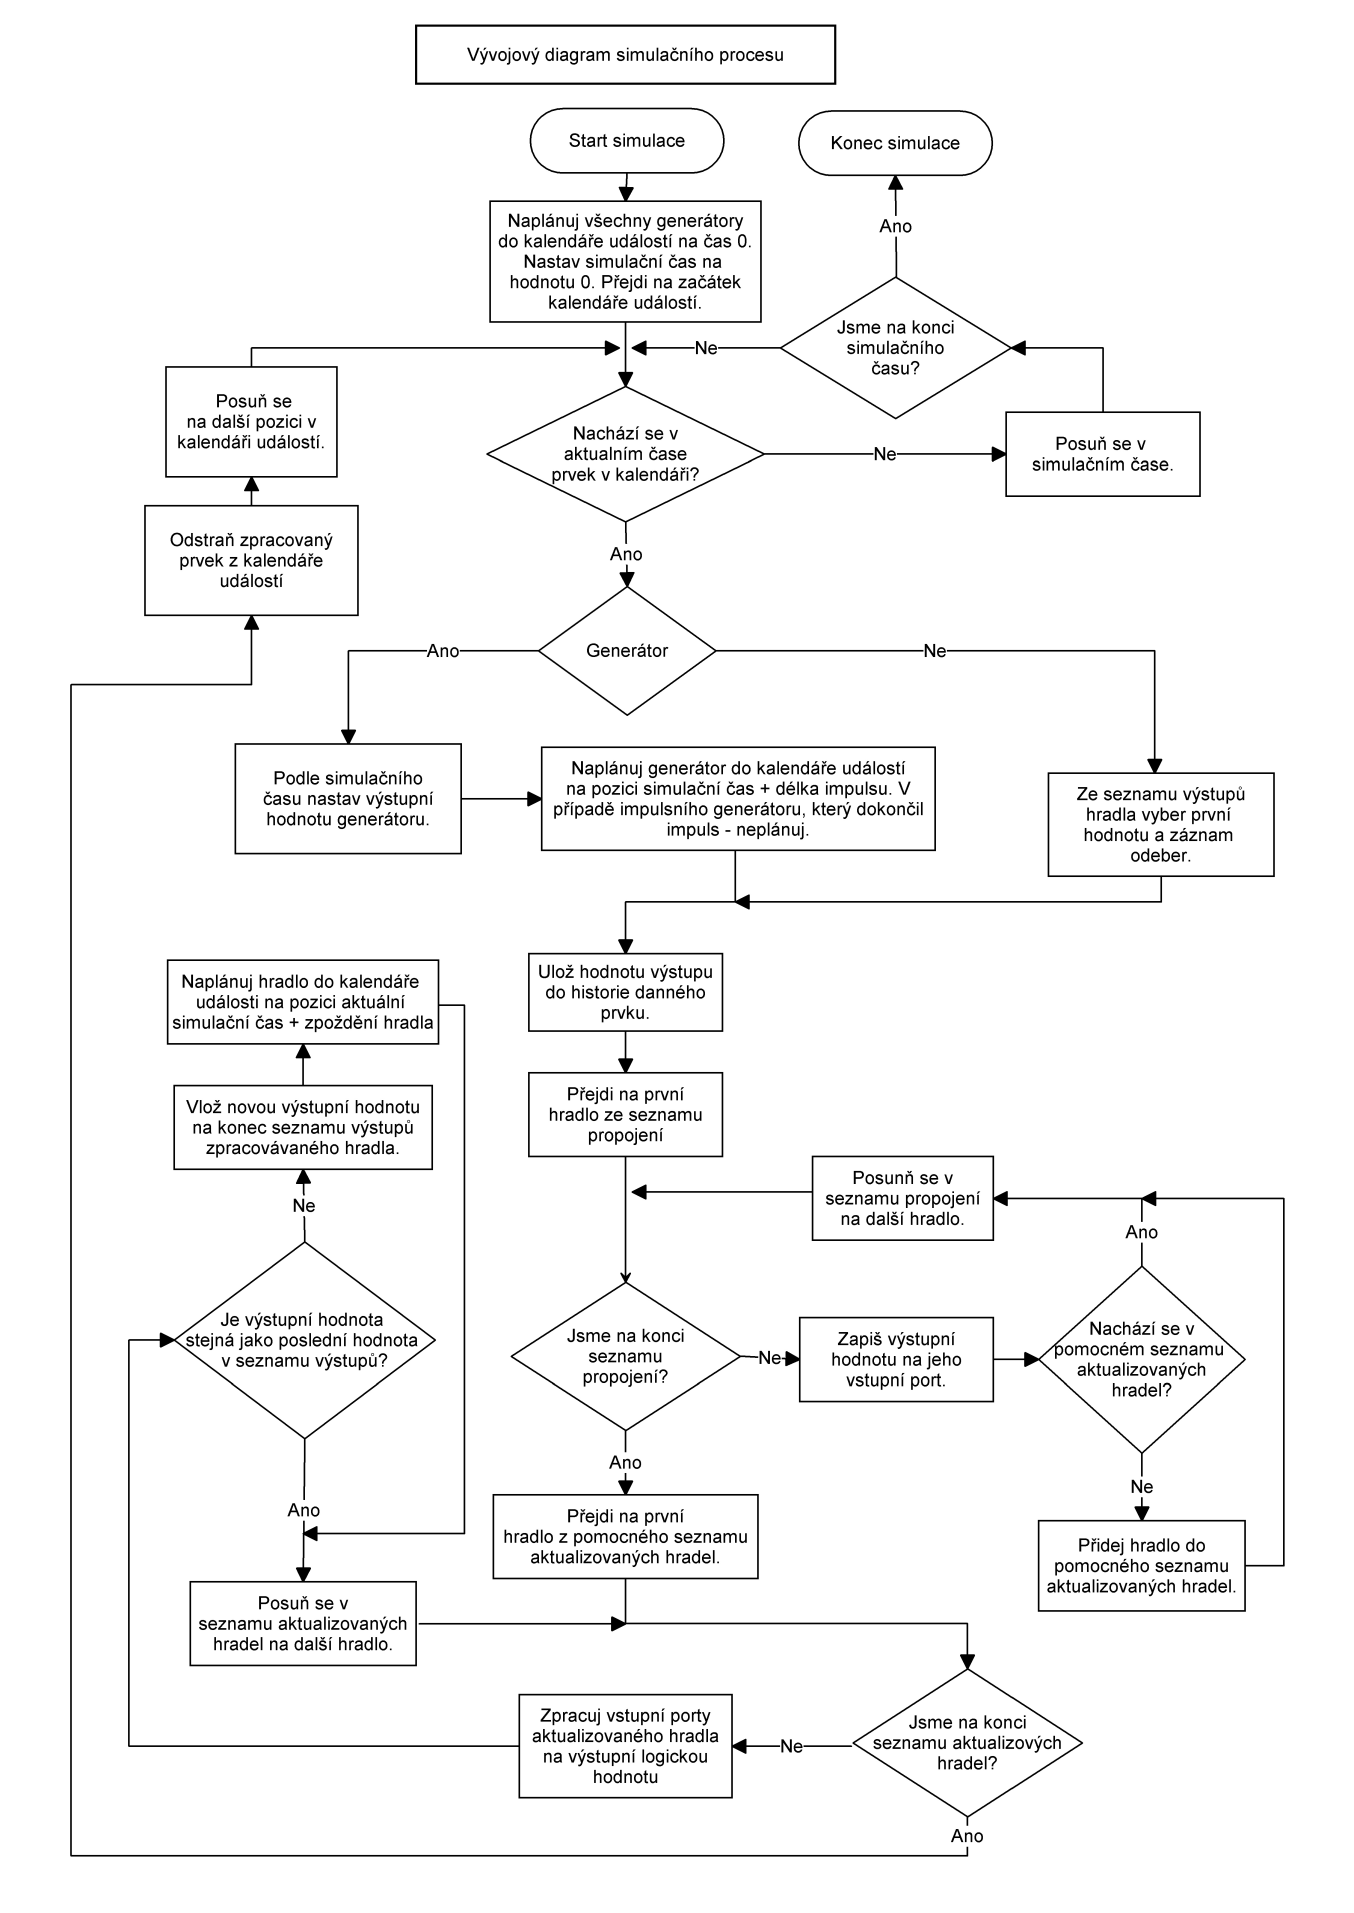 Vývojový diagram simulačního procesu
Start simulace
Konec simulace
Naplánuj všechny generátory
do kalendáře událostí na čas 0.
Nastav simulační čas na
hodnotu 0. Přejdi na začátek
kalendáře událostí.
Ano
Jsme na konci
simulačního
času?
Ne
Posuň se
na další pozici v
kalendáři událostí.
Nachází se v
aktualním čase
prvek v kalendáři?
Ne
Posuň se v
simulačním čase.
Odstraň zpracovaný
prvek z kalendáře
událostí
Ano
Generátor
Ano
Ne
Podle simulačního
času nastav výstupní
hodnotu generátoru.
Naplánuj generátor do kalendáře událostí
na pozici simulační čas + délka impulsu. V
případě impulsního generátoru, který dokončil
impuls - neplánuj.
Ze seznamu výstupů
hradla vyber první
hodnotu a záznam
odeber.
Ulož hodnotu výstupu
do historie danného
prvku.
Naplánuj hradlo do kalendáře
události na pozici aktuální
simulační čas + zpoždění hradla
Přejdi na první
hradlo ze seznamu
propojení
Vlož novou výstupní hodnotu
na konec seznamu výstupů
zpracovávaného hradla.
Posunň se v
seznamu propojení
na další hradlo.
Ne
Ano
Je výstupní hodnota
stejná jako poslední hodnota
v seznamu výstupů?
Jsme na konci
seznamu
propojení?
Ne
Zapiš výstupní
hodnotu na jeho
vstupní port.
Nachází se v
pomocném seznamu
aktualizovaných
hradel?
Ano
Ano
Ne
Přejdi na první
hradlo z pomocného seznamu
aktualizovaných hradel.
Přidej hradlo do
pomocného seznamu
aktualizovaných hradel.
Posuň se v
seznamu aktualizovaných
hradel na další hradlo.
Zpracuj vstupní porty
aktualizovaného hradla
na výstupní logickou
hodnotu
Ne
Jsme na konci
seznamu aktualizových
hradel?
Ano